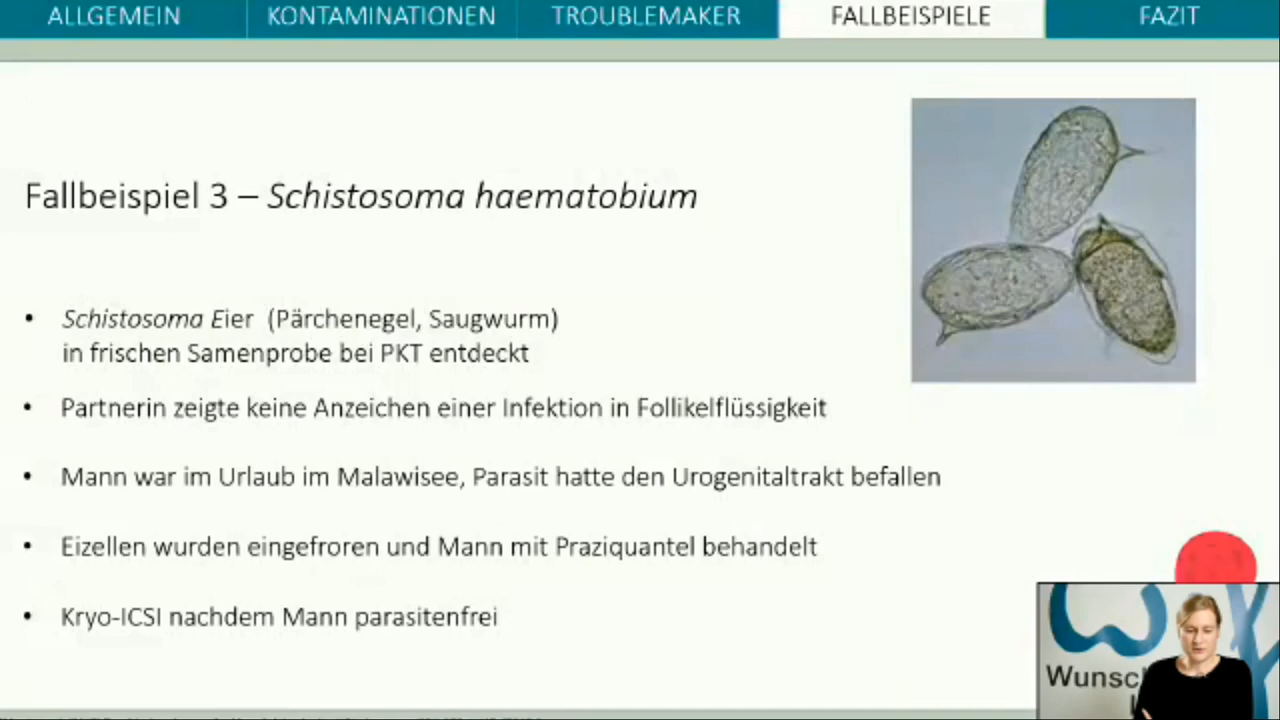 ALLGEMEIN
KONTAMINATIONEN
TROUBLEMAKER
FALLBEISPIELE
FAZIT
Fallbeispiel 3 – Schistosoma haematobium
• Schistosoma Eier (Pärchenegel, Saugwurm)
in frischen Samenprobe bei PKT entdeckt
• Partnerin zeigte keine Anzeichen einer Infektion in Follikelflüssigkeit
• Mann war im Urlaub im Malawisee, Parasit hatte den Urogenitaltrakt befallen
• Eizellen wurden eingefroren und Mann mit Praziquantel behandelt
• Kryo-ICSI nachdem Mann parasitenfrei